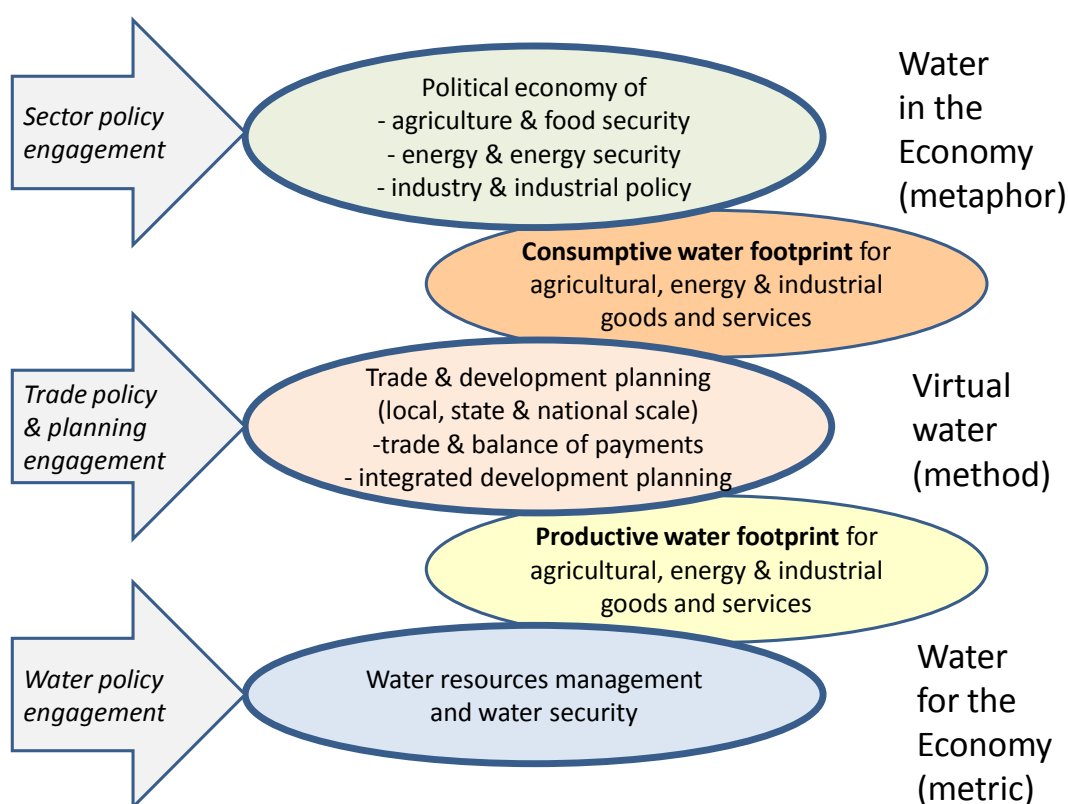 Sector policy
engagement
Political economy of
- agriculture & food security
- energy & energy security
- industry & industrial policy
Water
in the
Economy
(metaphor)
Consumptive water footprint for
agricultural, energy & industrial
goods and services
Trade policy
& planning
engagement
Trade & development planning
(local, state & national scale)
-trade & balance of payments
- integrated development planning
Virtual
water
(method)
Productive water footprint for
agricultural, energy & industrial
goods and services
Water policy
engagement
Water resources management
and water security
Water
for the
Economy
(metric)